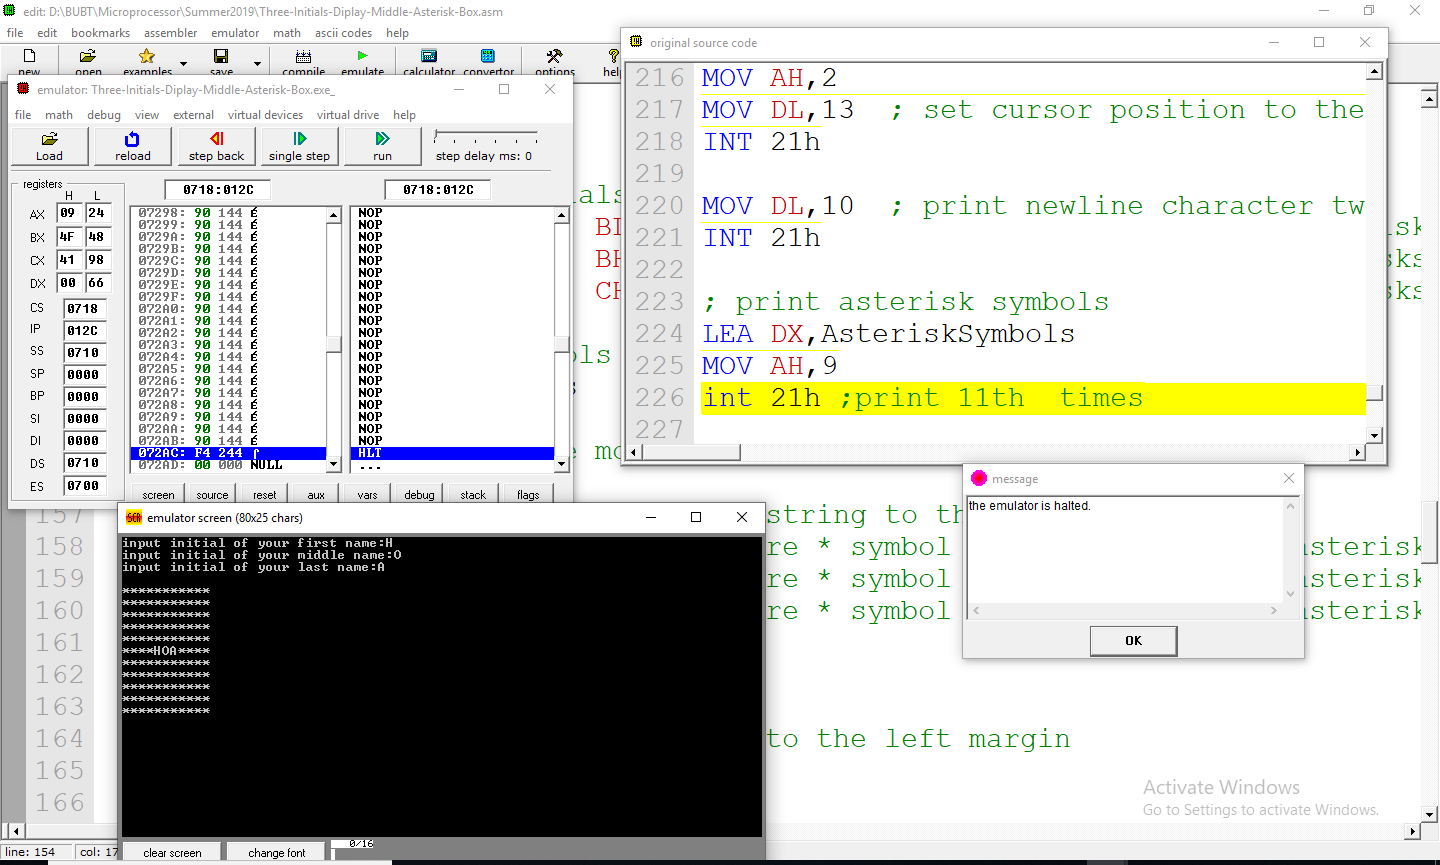 edit: D:\BUBT\Microprocessor\Summer2019\Three-Initials-Diplay-Middle-Asterisk-Box.asm
file edit bookmarks assembler emulator math ascii codes help
new open examples save compile emulate calculator convertor options help
emulator: Three-Initials-Diplay-Middle-Asterisk-Box.exe_
file math debug view external virtual devices virtual drive help
Load reload step back single step run step delay ms: 0
registers
H L
AX 09 24
BX 4F 48
CX 41 98
DX 00 66
CS 0718
IP 012C
SS 0710
SP 0000
BP 0000
SI 0000
DI 0000
DS 0710
ES 0700
0718:012C 0718:012C
07298: 90 144 É NOP
07299: 90 144 É NOP
0729A: 90 144 É NOP
0729B: 90 144 É NOP
0729C: 90 144 É NOP
0729D: 90 144 É NOP
0729E: 90 144 É NOP
0729F: 90 144 É NOP
072A0: 90 144 É NOP
072A1: 90 144 É NOP
072A2: 90 144 É NOP
072A3: 90 144 É NOP
072A4: 90 144 É NOP
072A5: 90 144 É NOP
072A6: 90 144 É NOP
072A7: 90 144 É NOP
072A8: 90 144 É NOP
072A9: 90 144 É NOP
072AA: 90 144 É NOP
072AB: 90 144 É NOP
072AC: F4 244 ⌠ HLT
072AD: 00 000 NULL ...
screen source reset aux vars debug stack flags
original source code
216 MOV AH,2
217 MOV DL,13 ; set cursor position to the
218 INT 21h
219
220 MOV DL,10 ; print newline character tw
221 INT 21h
222
223 ; print asterisk symbols
224 LEA DX,AsteriskSymbols
225 MOV AH,9
226 int 21h ;print 11th times
227
message
the emulator is halted.
OK
emulator screen (80x25 chars)
input initial of your first name:H
input initial of your middle name:O
input initial of your last name:A
***********
***********
***********
***********
***********
****HOA****
***********
***********
***********
***********
***********
clear screen change font 0/16
157 string to th
158 re * symbol asterisk
159 re * symbol asterisk
160 re * symbol asterisk
161
162
163
164 to the left margin
165
166
Activate Windows
Go to Settings to activate Windows.
line: 154 col: 17